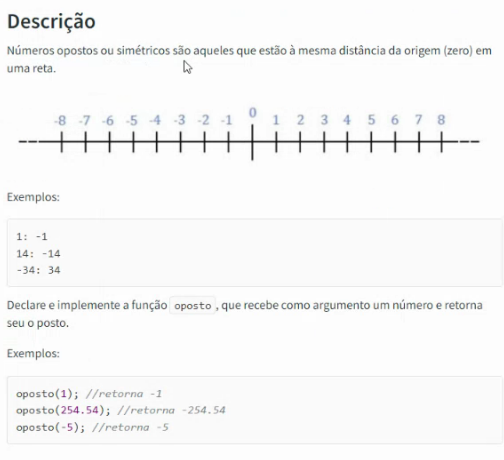 Descrição
Números opostos ou simétricos são aqueles que estão à mesma distância da origem (zero) em
uma reta.
-8 -7 -6 -5 -4 -3 -2 -1 0 1 2 3 4 5 6 7 8
Exemplos:
1: -1
14: -14
-34: 34
Declare e implemente a função oposto, que recebe como argumento um número e retorna
seu o posto.
Exemplos:
oposto(1); //retorna -1
oposto(254.54); //retorna -254.54
oposto(-5); //retorna -5